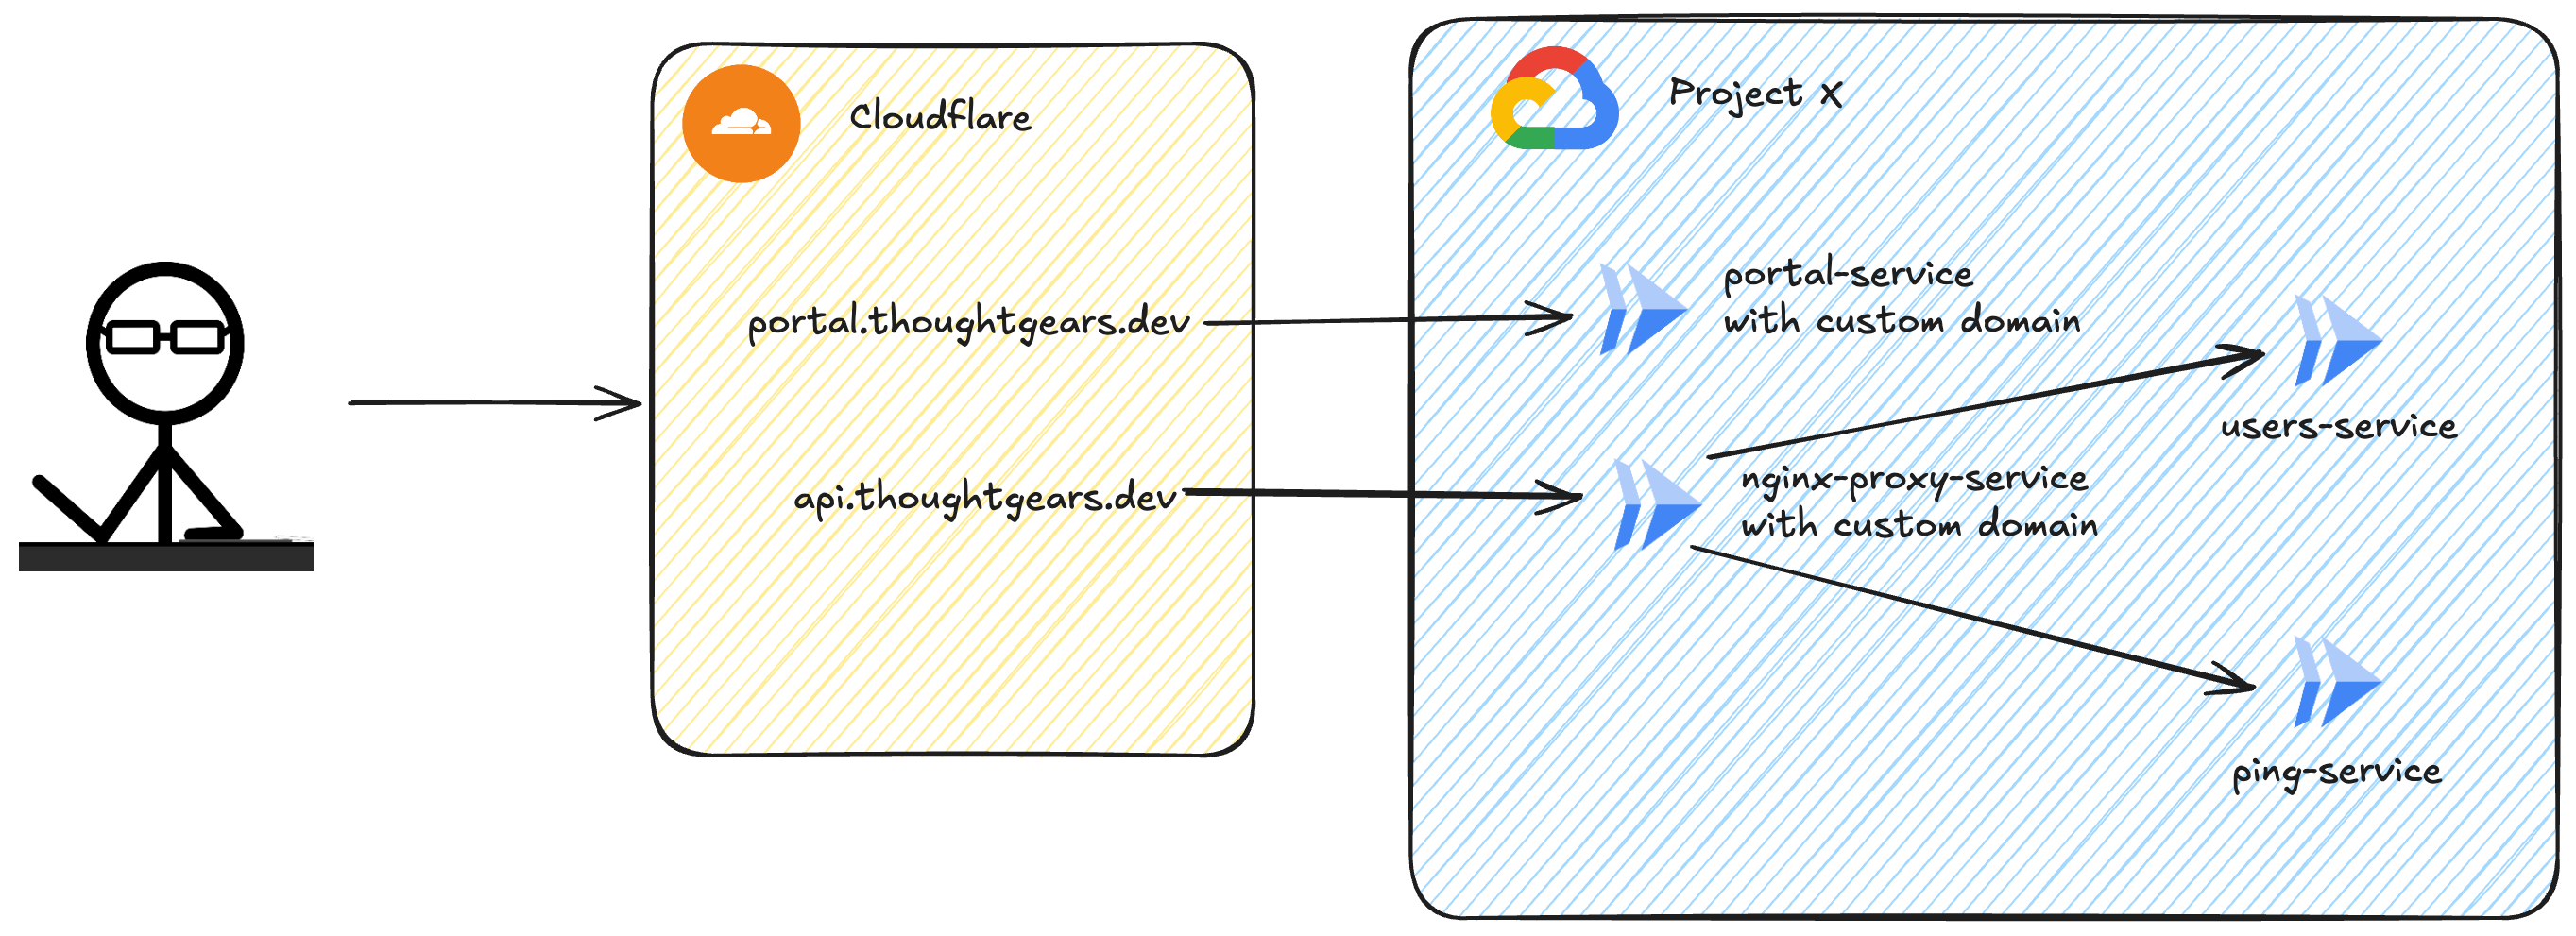 Cloudflare
portal.thoughtgears.dev
api.thoughtgears.dev
Project X
portal-service
with custom domain
nginx-proxy-service
with custom domain
users-service
ping-service